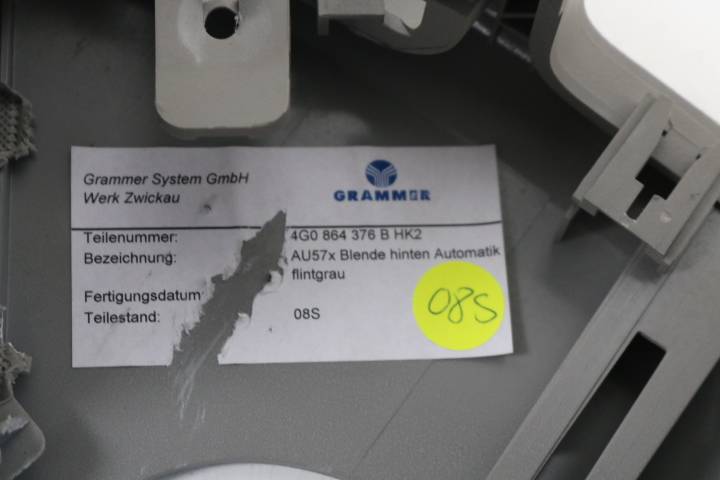 Grammer System GmbH
Werk Zwickau
GRAMMER
Teilenummer: 4G0 864 376 B HK2
Bezeichnung: AU57x Blende hinten Automatik
flintgrau
Fertigungsdatum
Teilestand: 08S
08S